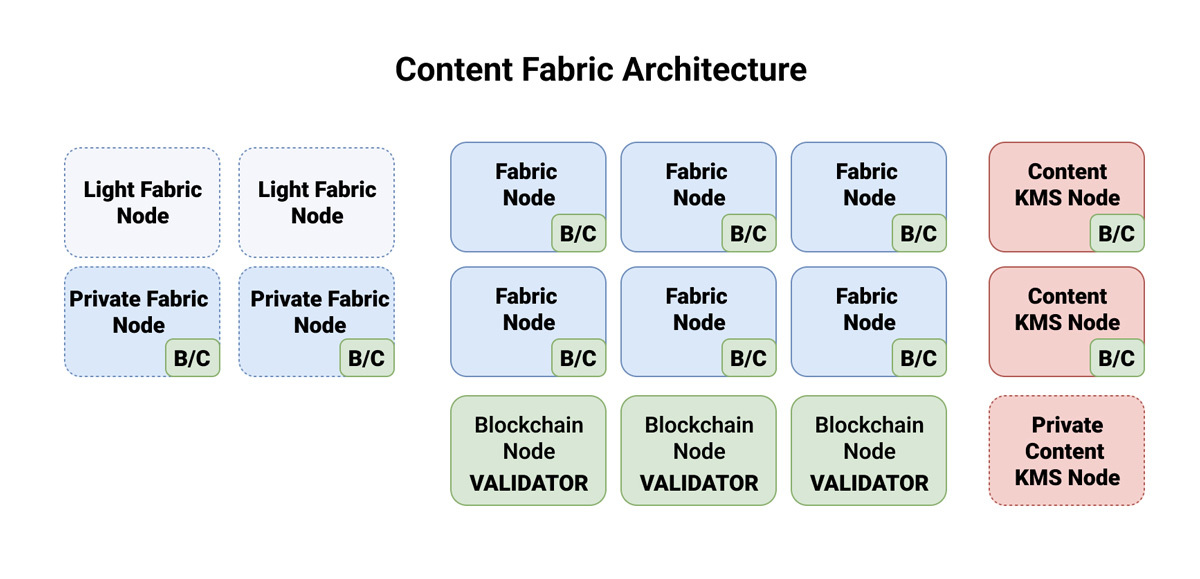 Content Fabric Architecture
Light Fabric
Node
Light Fabric
Node
Private Fabric
Node
B/C
Private Fabric
Node
B/C
Fabric
Node
B/C
Fabric
Node
B/C
Fabric
Node
B/C
Fabric
Node
B/C
Fabric
Node
B/C
Fabric
Node
B/C
Blockchain
Node
VALIDATOR
Blockchain
Node
VALIDATOR
Blockchain
Node
VALIDATOR
Content
KMS Node
B/C
Content
KMS Node
B/C
Private
Content
KMS Node